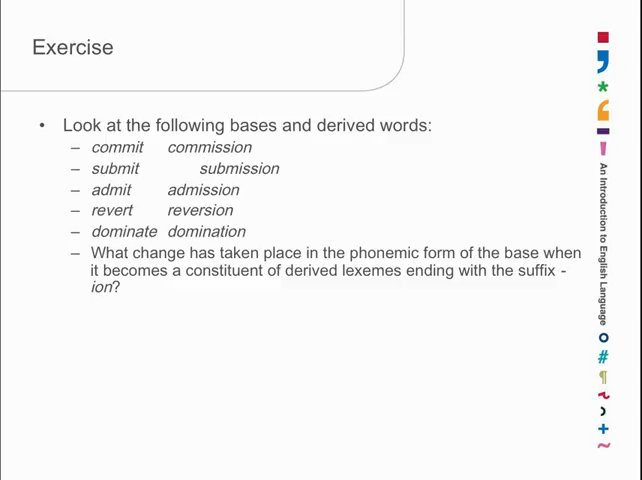 Exercise
• Look at the following bases and derived words:
– commit commission
– submit submission
– admit admission
– revert reversion
– dominate domination
– What change has taken place in the phonemic form of the base when
it becomes a constituent of derived lexemes ending with the suffix -
ion?
An Introduction to English Language